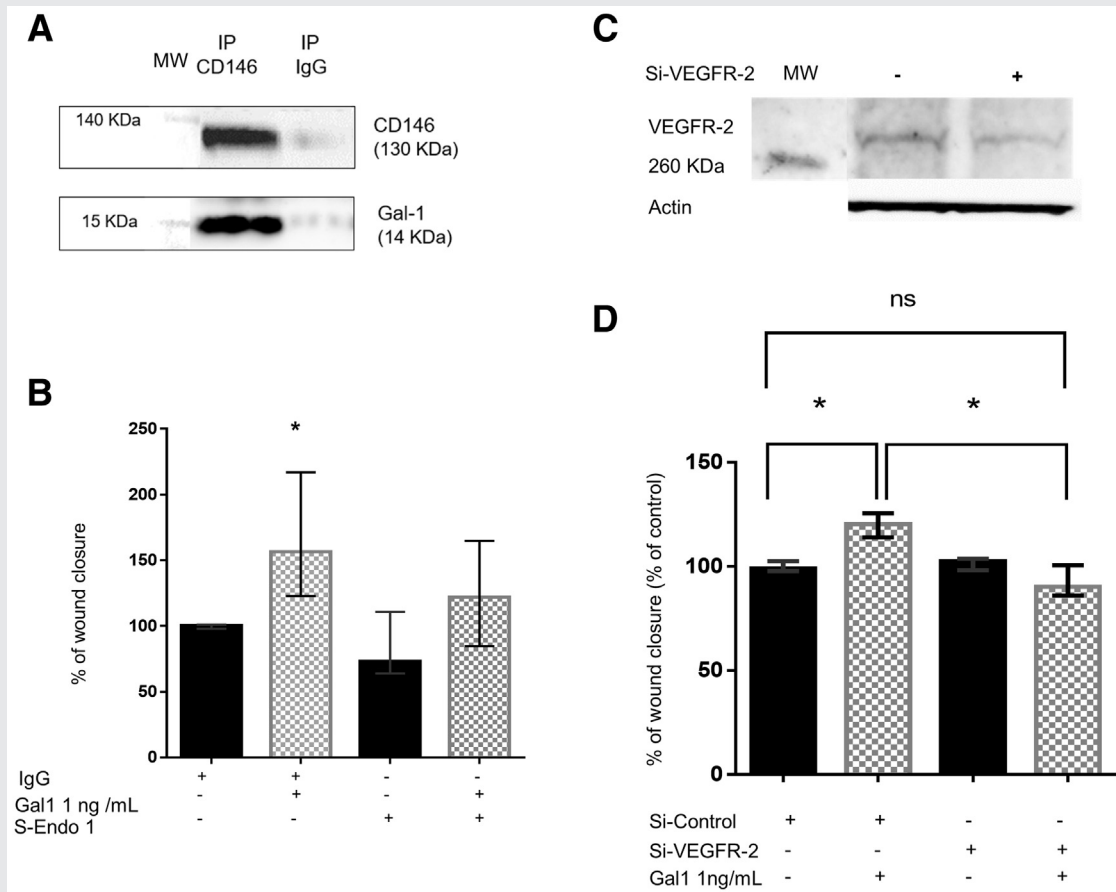 A
MW
IP
CD146
IP
IgG
140 KDa
CD146
(130 KDa)
15 KDa
Gal-1
(14 KDa)
B
*
250
200
150
100
50
0
% of wound closure
IgG + + - -
Gal1 1 ng /mL - + - +
S-Endo 1 - - + +
C
Si-VEGFR-2 MW - +
VEGFR-2
260 KDa
Actin
D
ns
* *
150
100
50
0
% of wound closure (% of control)
Si-Control + + - -
Si-VEGFR-2 - - + +
Gal1 1ng/mL - + - +